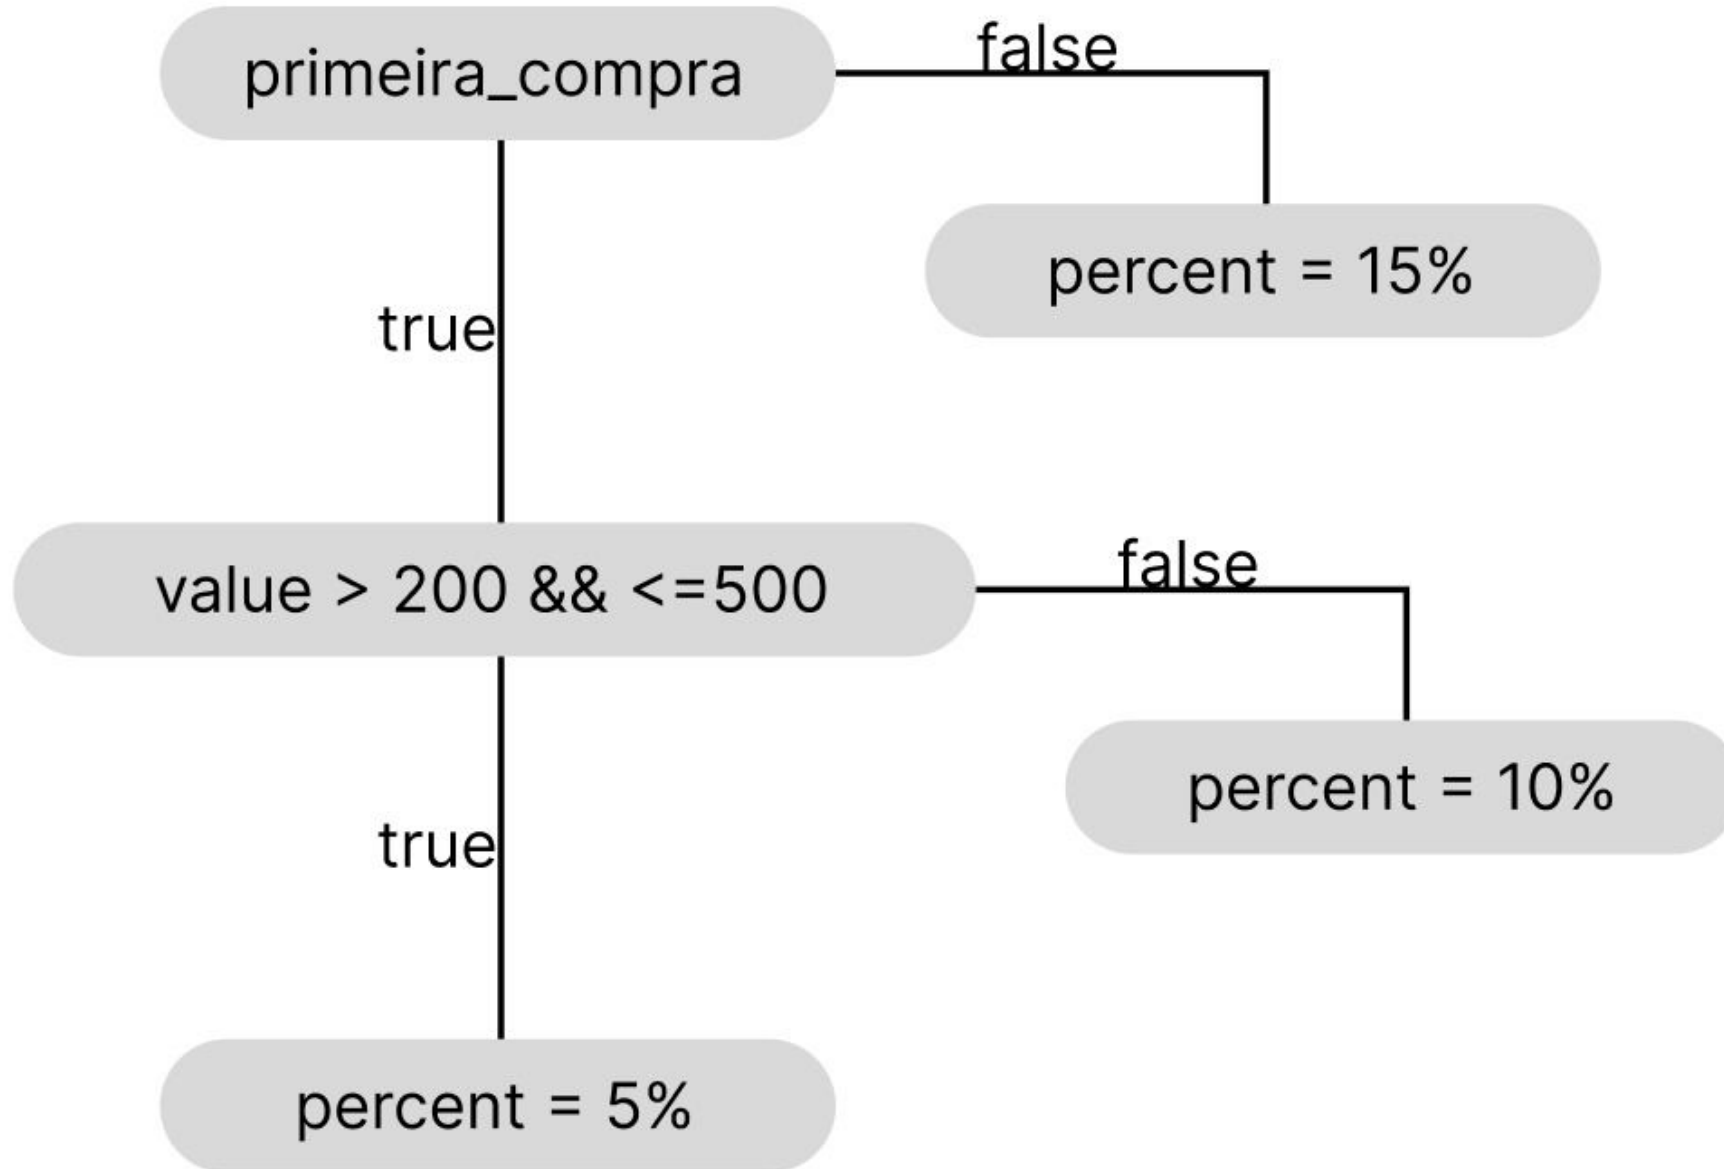 primeira_compra
false
percent = 15%
true
value > 200 && <=500
false
percent = 10%
true
percent = 5%